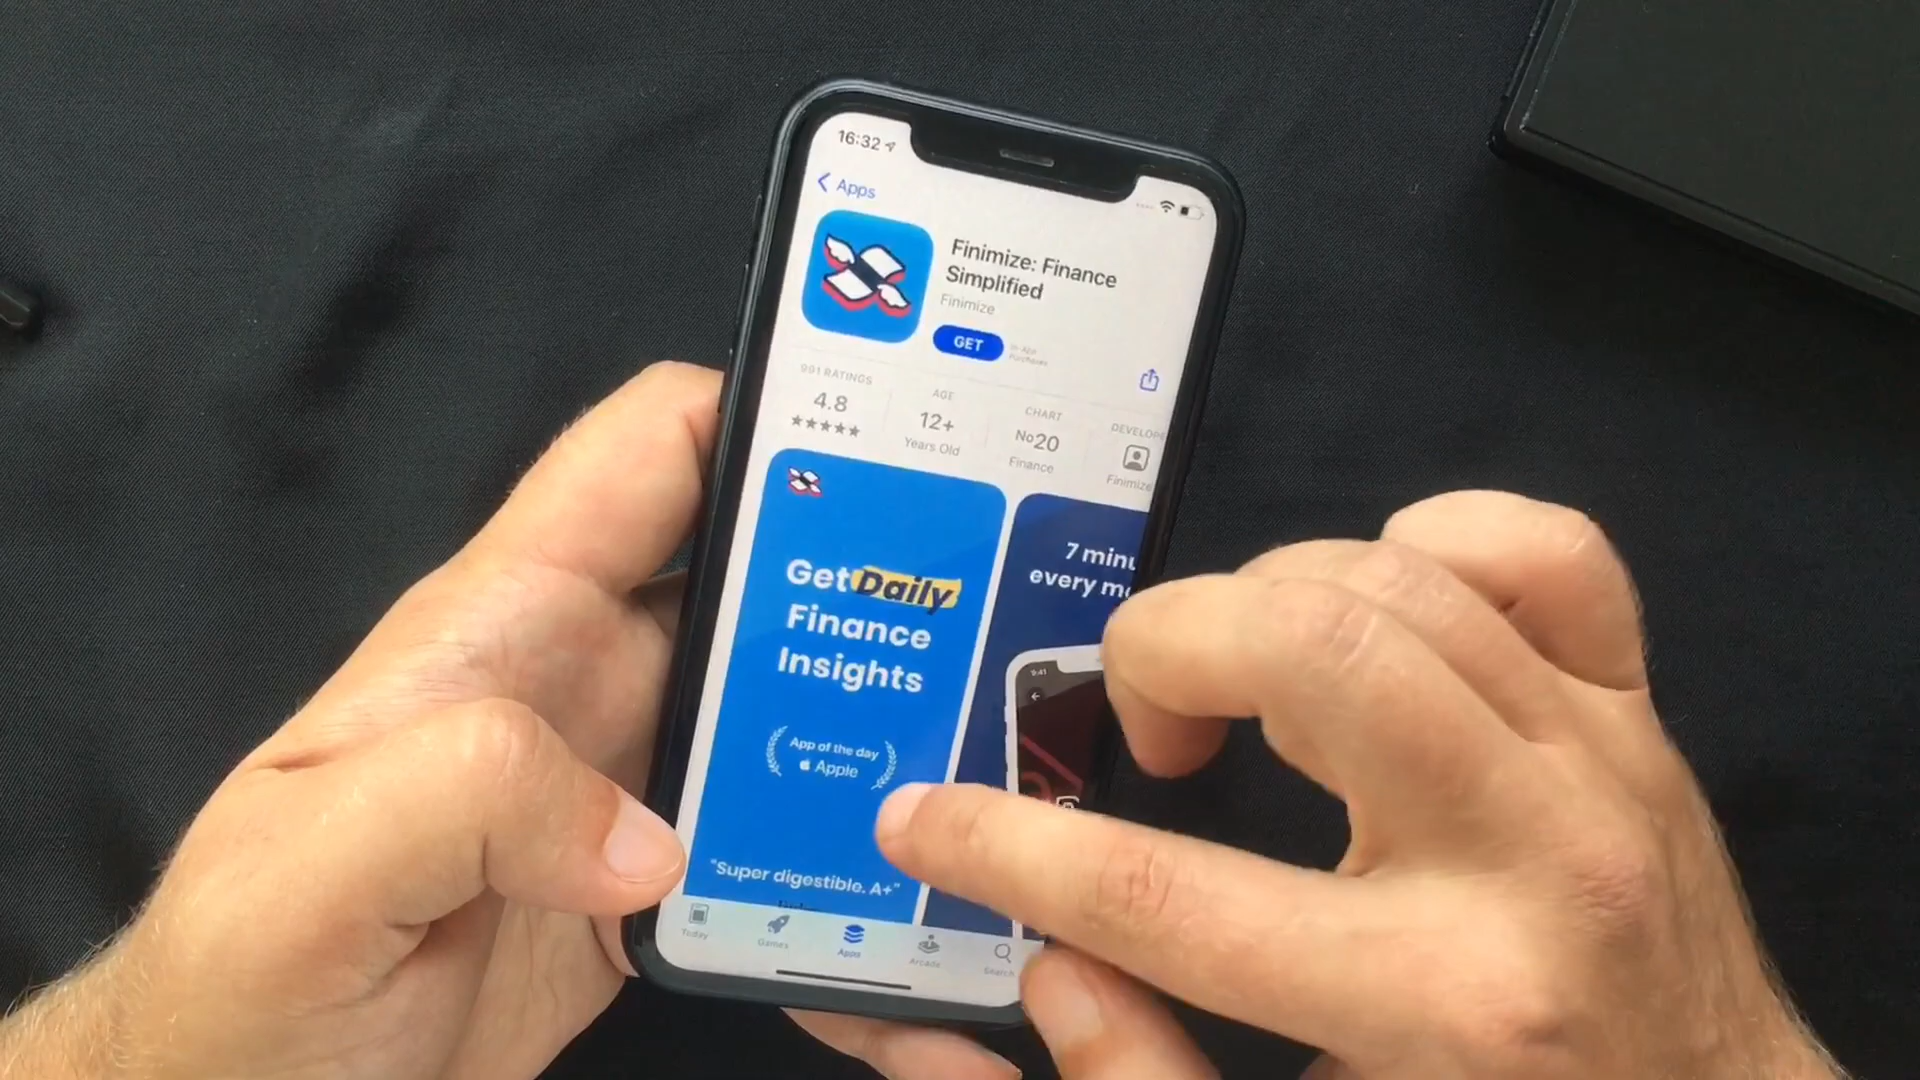 16:32
Apps
Finimize: Finance
Simplified
Finimize
GET
In-App
Purchases
991 RATINGS
4.8
AGE
12+
Years Old
CHART
No20
Finance
DEVELOPE
Finimize
Get Daily
Finance
Insights
App of the day
Apple
"Super digestible. A+"
7 minu
every mo
9:41
Today
Games
Apps
Arcade
Search